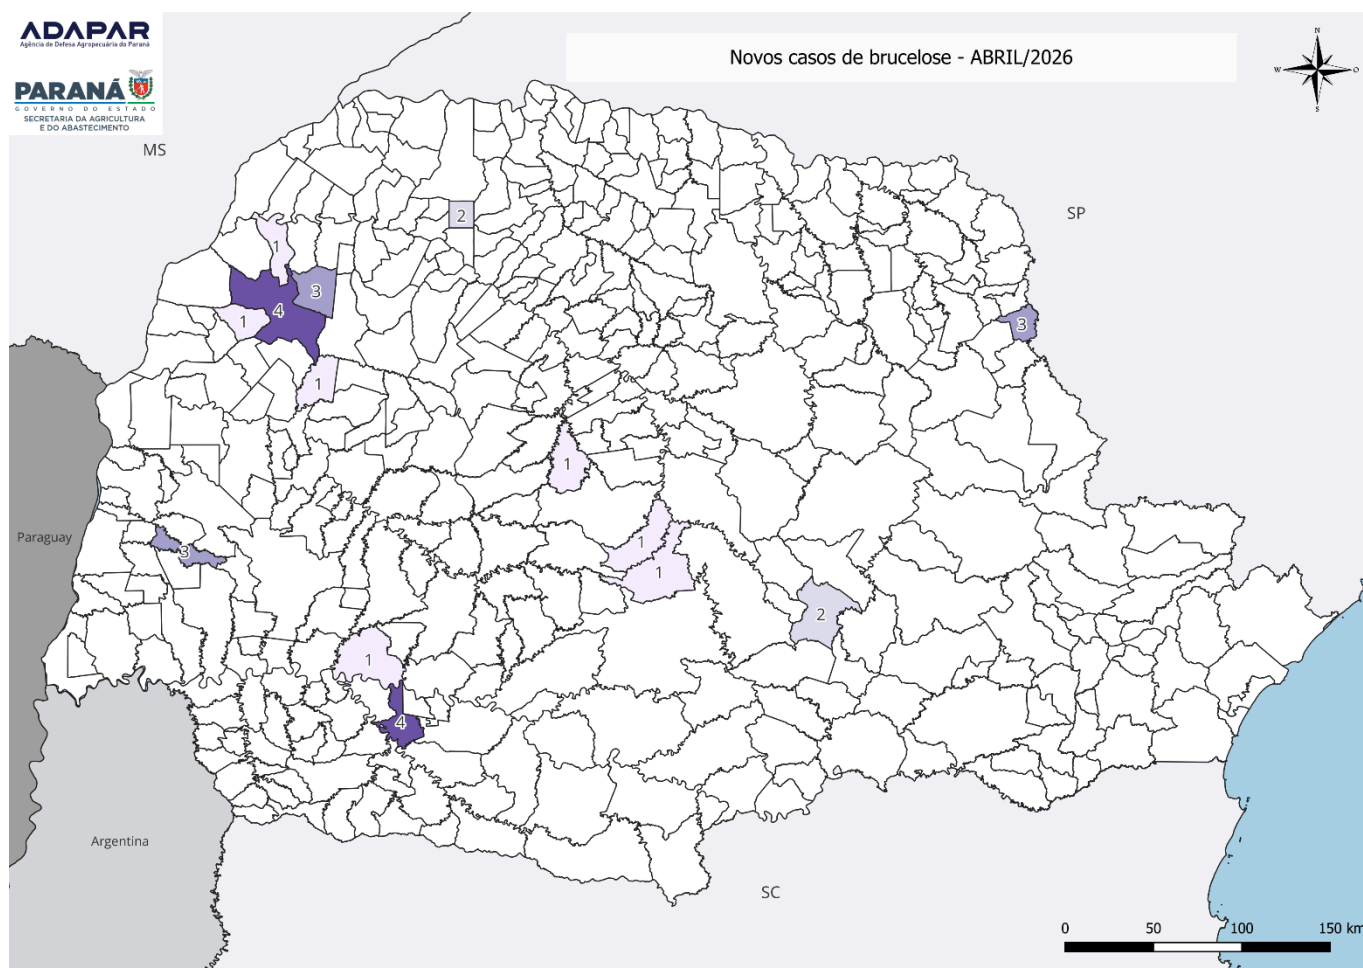 ADAPAR
Agência de Defesa Agropecuária do Paraná
PARANÁ
GOVERNO DO ESTADO
SECRETARIA DA AGRICULTURA
E DO ABASTECIMENTO
Novos casos de brucelose - ABRIL/2026
N
W
O
S
MS
SP
2
1
3
4
1
3
1
1
3
1
1
2
1
4
Paraguay
Argentina
SC
0 50 100 150 km